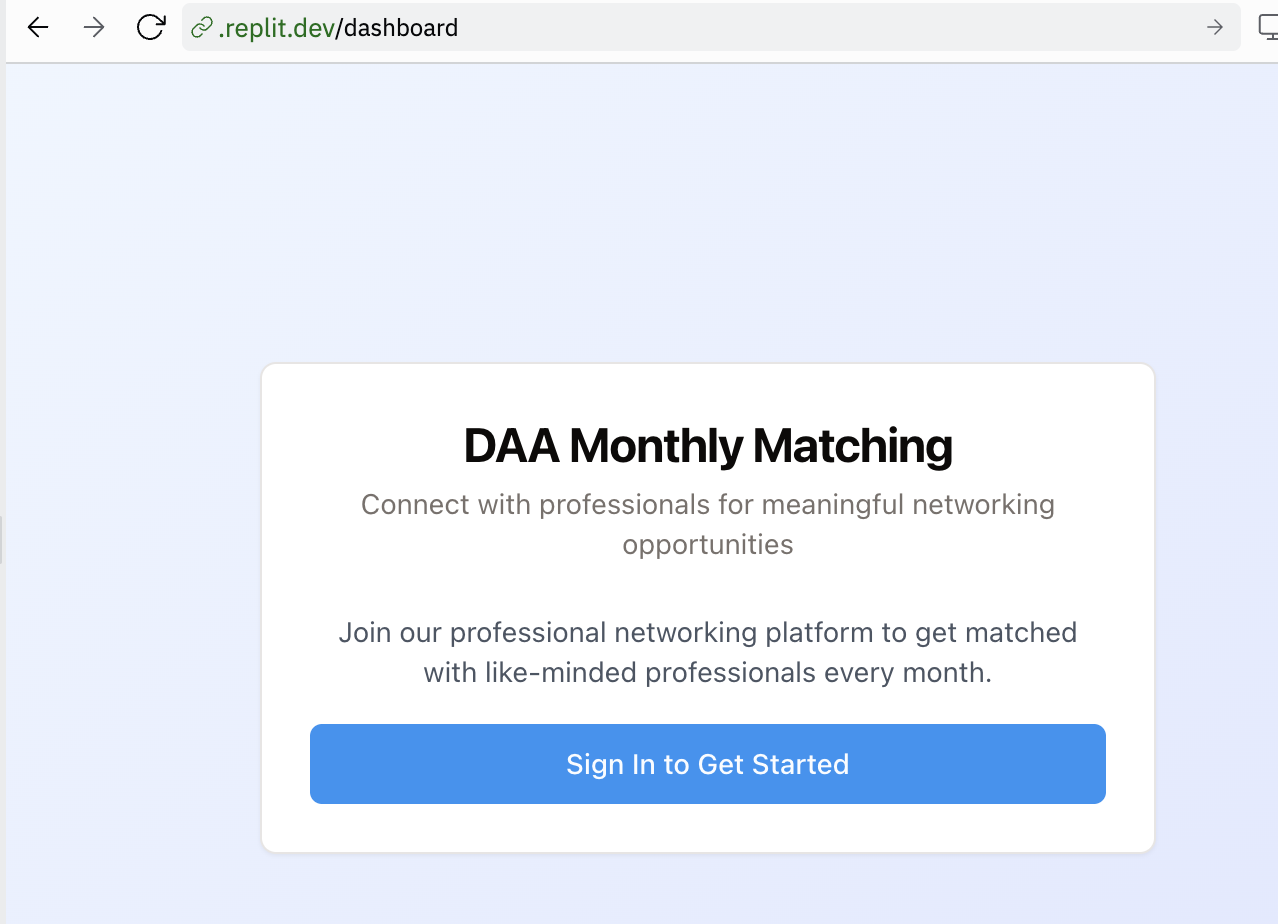 .replit.dev/dashboard
DAA Monthly Matching
Connect with professionals for meaningful networking
opportunities
Join our professional networking platform to get matched
with like-minded professionals every month.
Sign In to Get Started